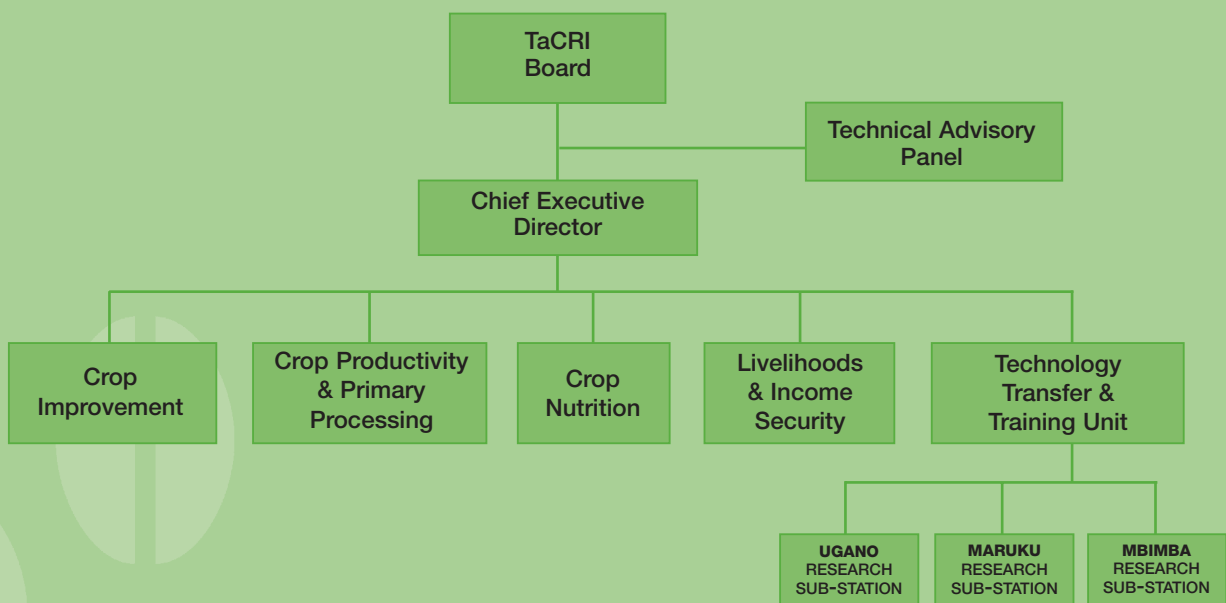 TaCRI
Board
Technical Advisory
Panel
Chief Executive
Director
Crop
Improvement
Crop Productivity
& Primary
Processing
Crop
Nutrition
Livelihoods
& Income
Security
Technology
Transfer &
Training Unit
UGANO
RESEARCH
SUB-STATION
MARUKU
RESEARCH
SUB-STATION
MBIMBA
RESEARCH
SUB-STATION